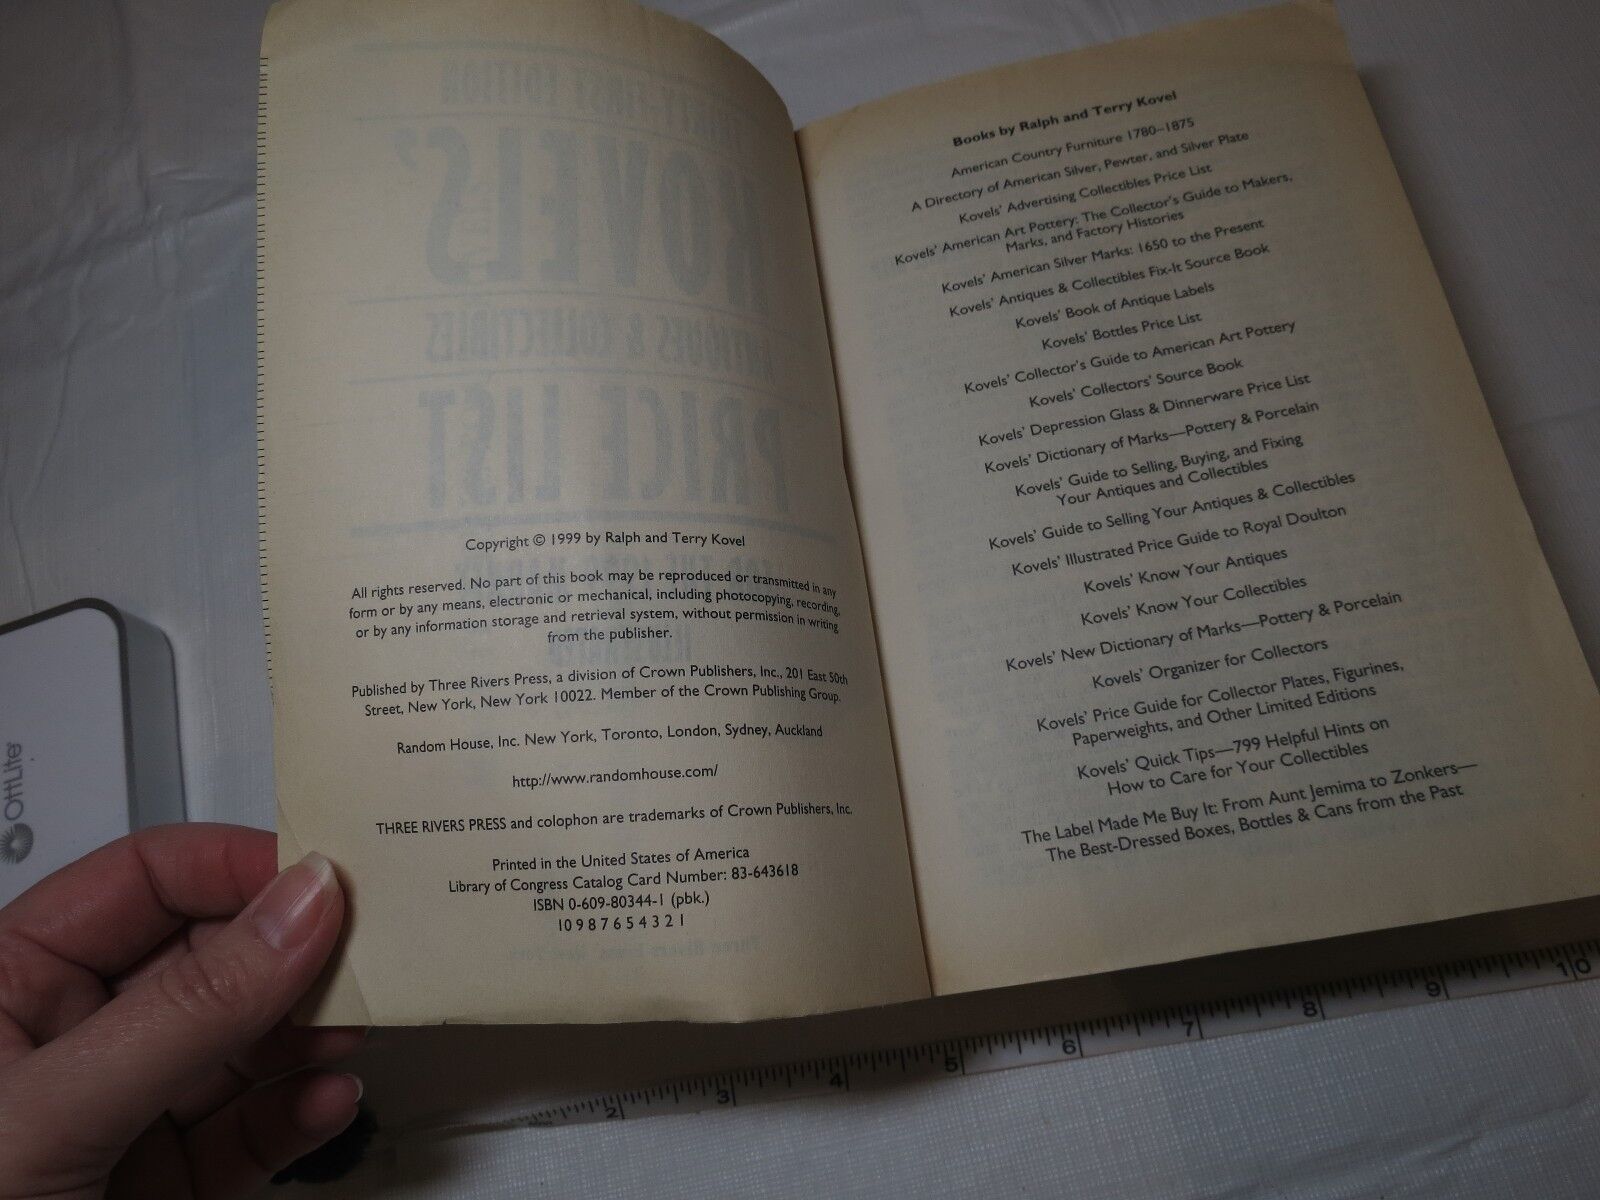 Copyright © 1999 by Ralph and Terry Kovel
All rights reserved. No part of this book may be reproduced or transmitted in any
form or by any means, electronic or mechanical, including photocopying, recording,
or by any information storage and retrieval system, without permission in writing
from the publisher.
Published by Three Rivers Press, a division of Crown Publishers, Inc., 201 East 50th
Street, New York, New York 10022. Member of the Crown Publishing Group.
Random House, Inc. New York, Toronto, London, Sydney, Auckland
http://www.randomhouse.com/
THREE RIVERS PRESS and colophon are trademarks of Crown Publishers, Inc.
Printed in the United States of America
Library of Congress Catalog Card Number: 83-643618
ISBN 0-609-80344-1 (pbk.)
10 9 8 7 6 5 4 3 2 1
Books by Ralph and Terry Kovel
American Country Furniture 1780–1875
A Directory of American Silver, Pewter, and Silver Plate
Kovels' Advertising Collectibles Price List
Kovels' American Art Pottery: The Collector's Guide to Makers,
Marks, and Factory Histories
Kovels' American Silver Marks: 1650 to the Present
Kovels' Antiques & Collectibles Fix-It Source Book
Kovels' Book of Antique Labels
Kovels' Bottles Price List
Kovels' Collector's Guide to American Art Pottery
Kovels' Collectors' Source Book
Kovels' Depression Glass & Dinnerware Price List
Kovels' Dictionary of Marks—Pottery & Porcelain
Kovels' Guide to Selling, Buying, and Fixing
Your Antiques and Collectibles
Kovels' Guide to Selling Your Antiques & Collectibles
Kovels' Illustrated Price Guide to Royal Doulton
Kovels' Know Your Antiques
Kovels' Know Your Collectibles
Kovels' New Dictionary of Marks—Pottery & Porcelain
Kovels' Organizer for Collectors
Kovels' Price Guide for Collector Plates, Figurines,
Paperweights, and Other Limited Editions
Kovels' Quick Tips—799 Helpful Hints on
How to Care for Your Collectibles
The Label Made Me Buy It: From Aunt Jemima to Zonkers—
The Best-Dressed Boxes, Bottles & Cans from the Past
OttLite
2 3 4 5 6 7 8 9 10